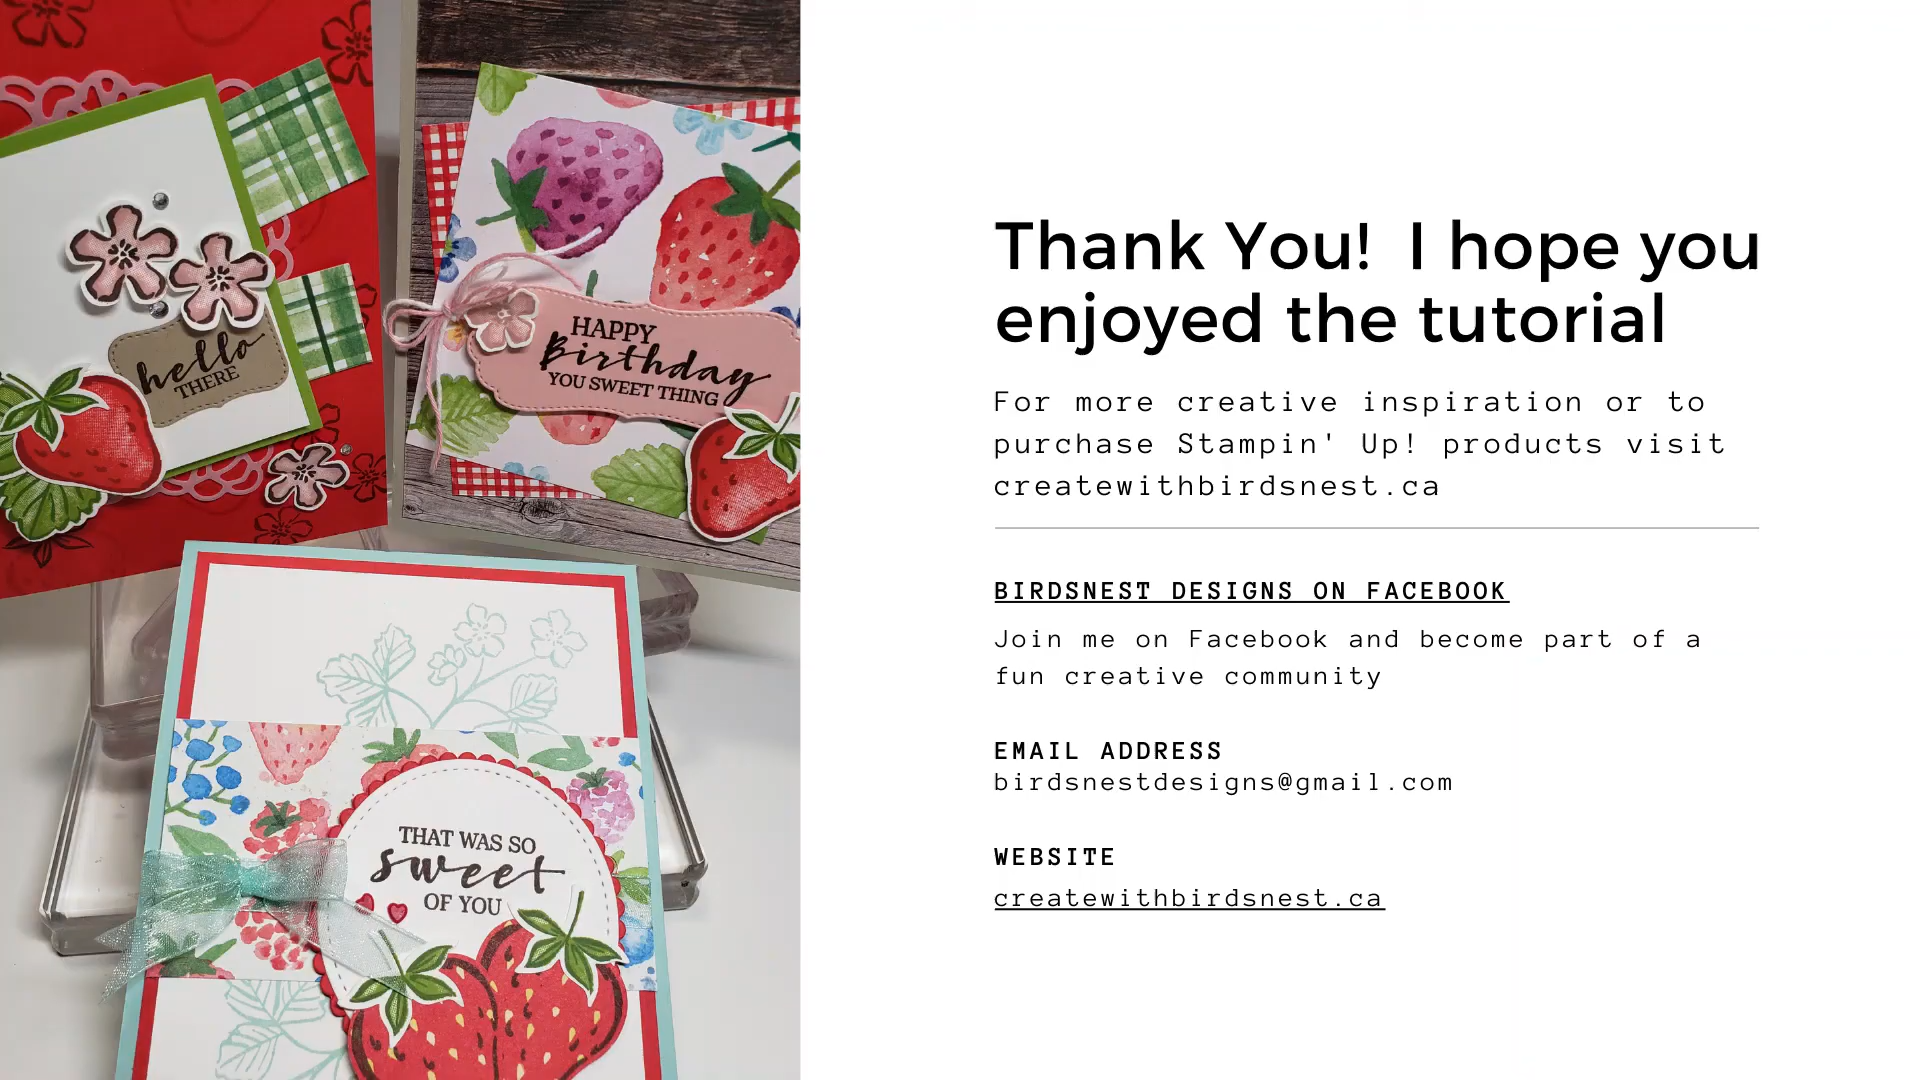 hello
THERE
HAPPY
Birthday
YOU SWEET THING
THAT WAS SO
sweet
OF YOU
Thank You!  I hope you
enjoyed the tutorial
For more creative inspiration or to
purchase Stampin' Up! products visit
createwithbirdsnest.ca
BIRDSNEST DESIGNS ON FACEBOOK
Join me on Facebook and become part of a
fun creative community
EMAIL ADDRESS
birdsnestdesigns@gmail.com
WEBSITE
createwithbirdsnest.ca